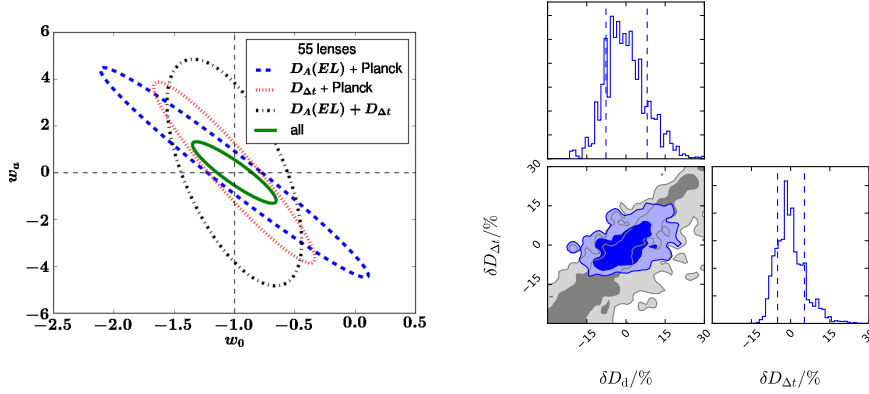 6
4
2
0
−2
−4
−6
w_a
−2.5
−2.0
−1.5
−1.0
−0.5
0.0
0.5
w_0
55 lenses
D_A(EL) + Planck
D_Δt + Planck
D_A(EL) + D_Δt
all
30
15
0
−15
δD_Δt/%
−15
0
15
30
δD_d/%
−15
0
15
30
δD_Δt/%